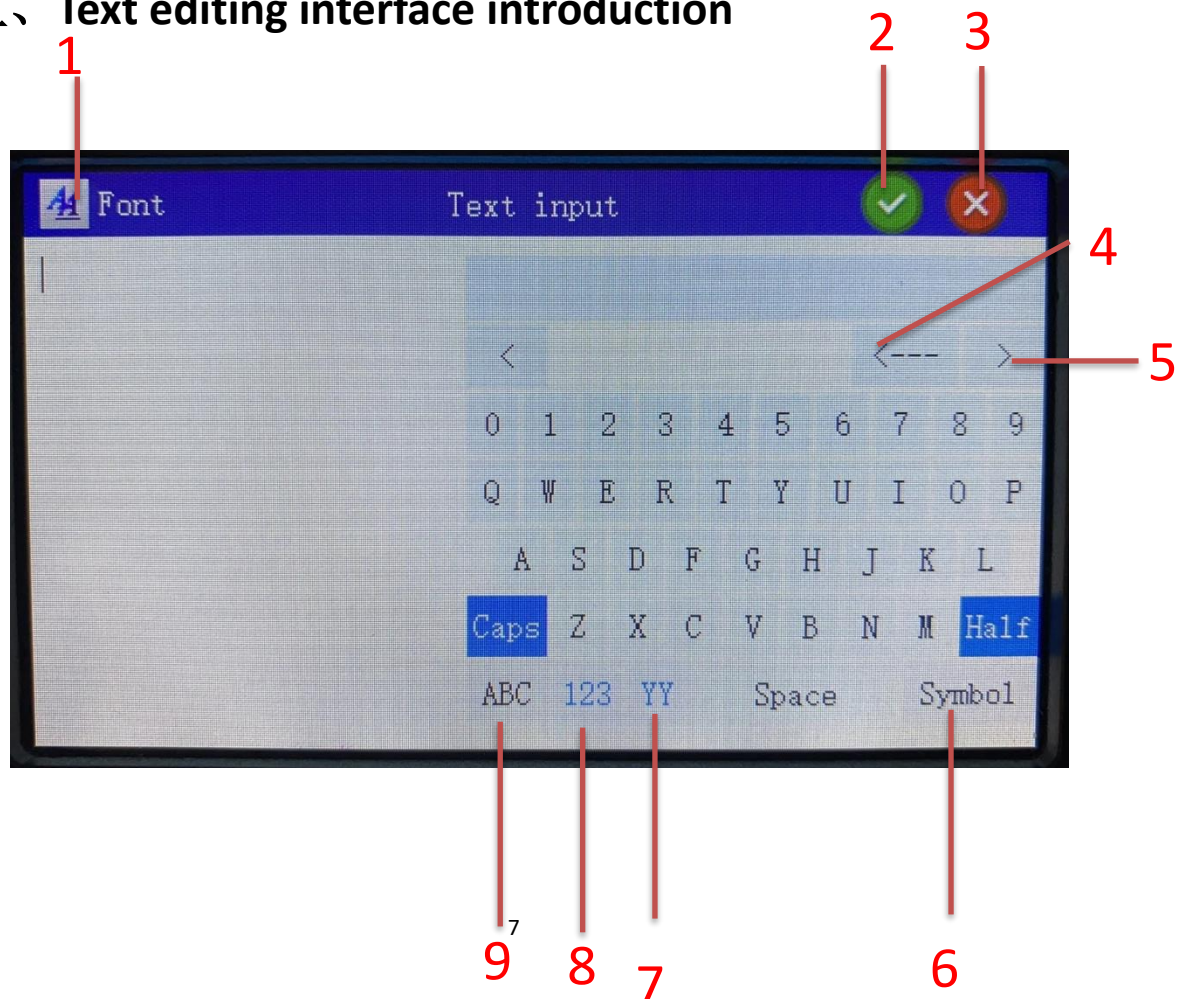 、Text editing interface introduction
1 2 3
Font Text input
4
< <--- >
5
0 1 2 3 4 5 6 7 8 9
Q W E R T Y U I O P
A S D F G H J K L
Caps Z X C V B N M Half
ABC 123 YY Space Symbol
7
9 8 7 6